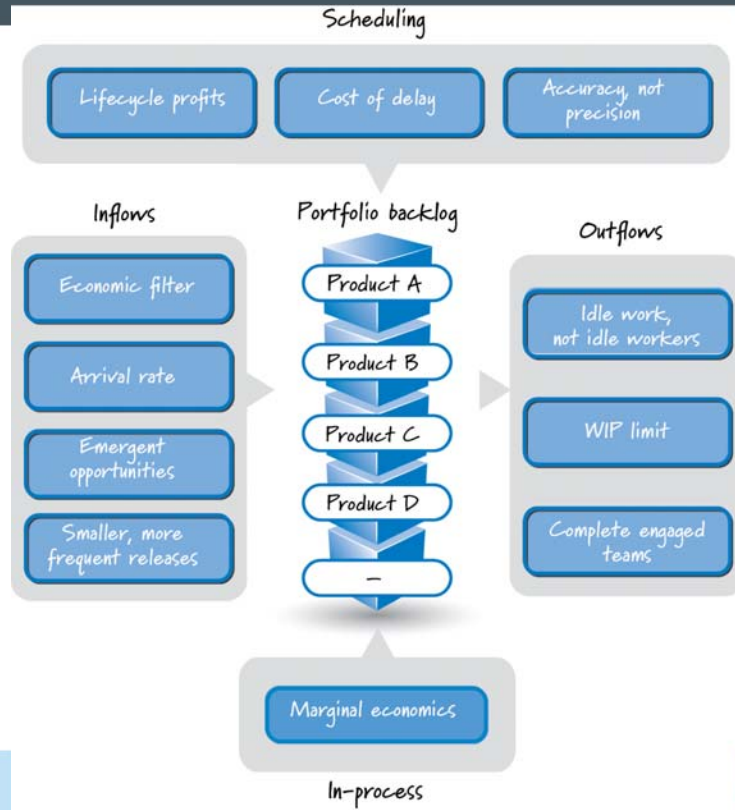 Scheduling
Lifecycle profits
Cost of delay
Accuracy, not
precision
Inflows
Economic filter
Arrival rate
Emergent
opportunities
Smaller, more
frequent releases
Portfolio backlog
Product A
Product B
Product C
Product D
–
Outflows
Idle work,
not idle workers
WIP limit
Complete engaged
teams
Marginal economics
In-process